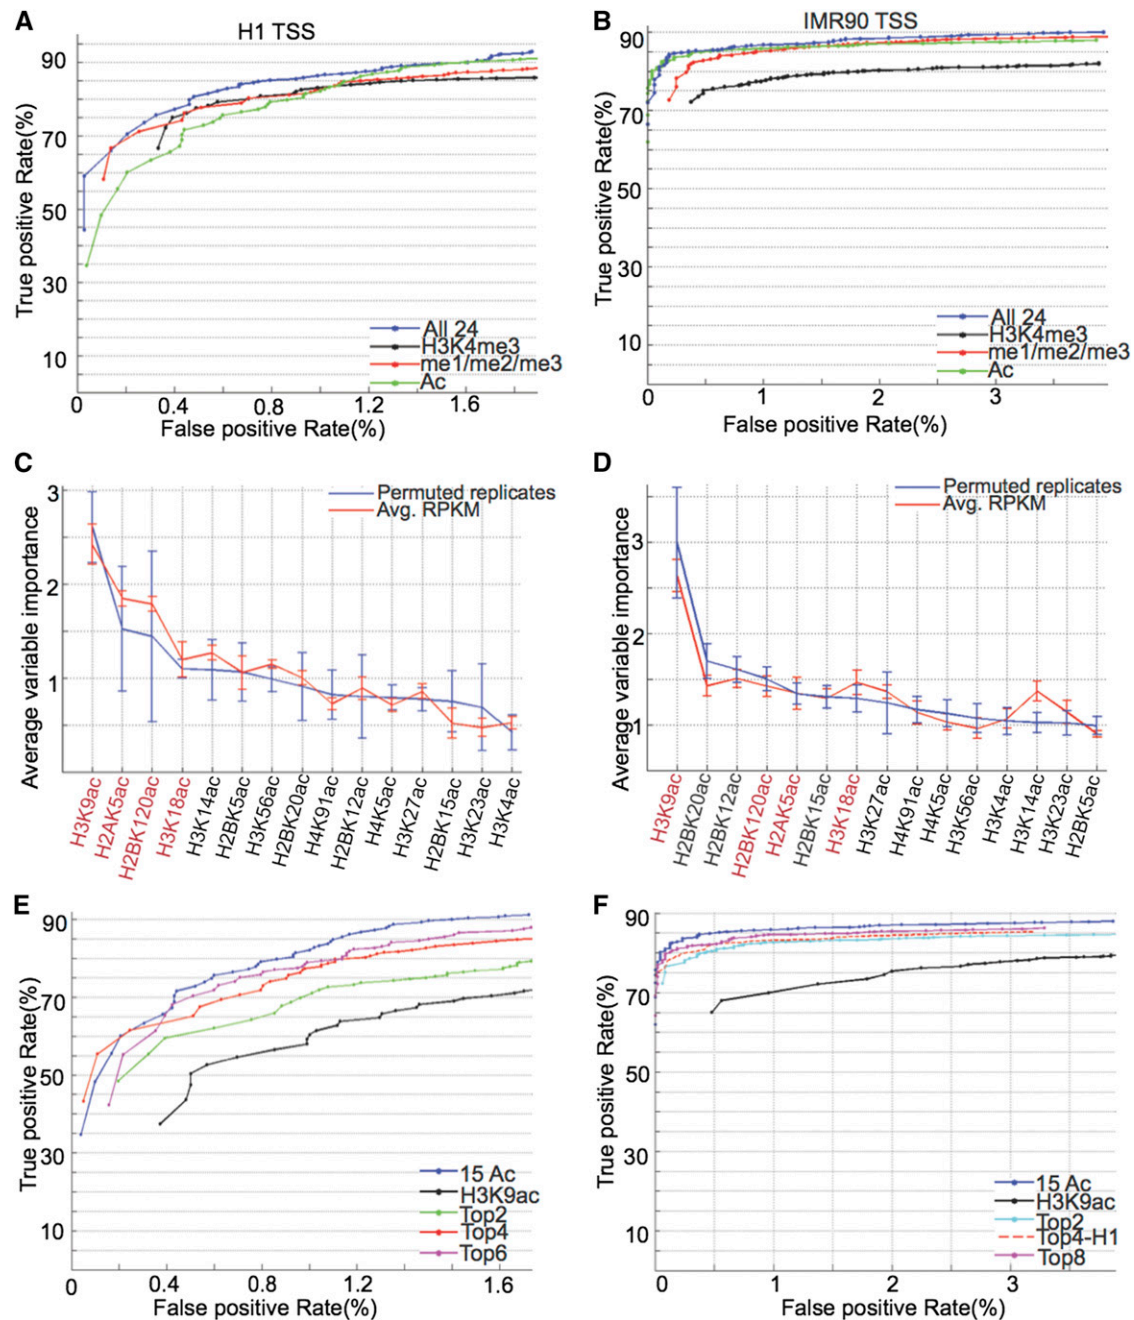 A
H1 TSS
True positive Rate(%)
90
70
50
30
10
0
0.4
0.8
1.2
1.6
False positive Rate(%)
All 24
H3K4me3
me1/me2/me3
Ac
B
IMR90 TSS
True positive Rate(%)
90
70
50
30
10
0
1
2
3
False positive Rate(%)
All 24
H3K4me3
me1/me2/me3
Ac
C
Average variable importance
3
2
1
Permuted replicates
Avg. RPKM
H3K9ac
H2AK5ac
H2BK120ac
H3K18ac
H3K14ac
H2BK5ac
H3K56ac
H2BK20ac
H4K91ac
H2BK12ac
H4K5ac
H3K27ac
H2BK15ac
H3K23ac
H3K4ac
D
Average variable importance
3
2
1
Permuted replicates
Avg. RPKM
H3K9ac
H2BK20ac
H2BK12ac
H2BK120ac
H2AK5ac
H2BK15ac
H3K18ac
H3K27ac
H4K91ac
H4K5ac
H3K56ac
H3K4ac
H3K14ac
H3K23ac
H2BK5ac
E
True positive Rate(%)
90
70
50
30
10
0
0.4
0.8
1.2
1.6
False positive Rate(%)
15 Ac
H3K9ac
Top2
Top4
Top6
F
True positive Rate(%)
90
70
50
30
10
0
1
2
3
False positive Rate(%)
15 Ac
H3K9ac
Top2
Top4-H1
Top8